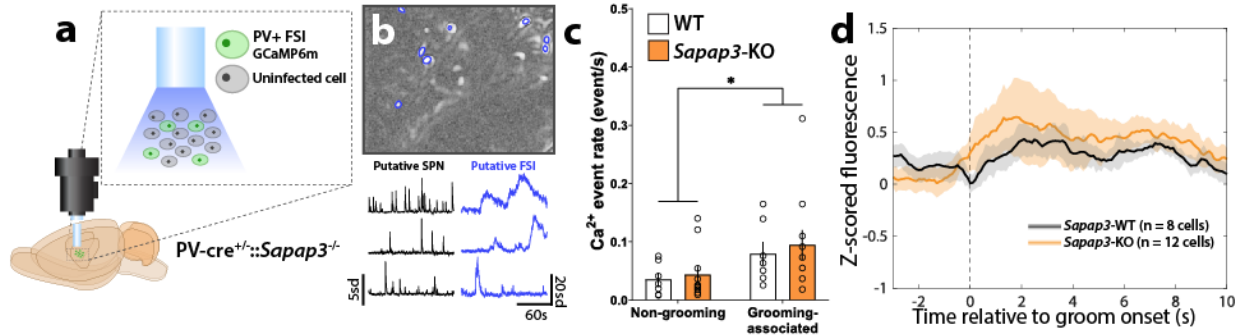 a
PV+ FSI
GCaMP6m
Uninfected cell
PV-cre+/-::Sapap3-/-
b
Putative SPN
Putative FSI
5sd
20sd
60s
c
WT
Sapap3-KO
Ca2+ event rate (event/s)
0.5
0.4
0.3
0.2
0.1
0.0
*
Non-grooming
Grooming-
associated
d
Z-scored fluorescence
1.5
1
0.5
0
0.5
-1
Sapap3-WT (n = 8 cells)
Sapap3-KO (n = 12 cells)
-2 0 2 4 6 8 10
Time relative to groom onset (s)